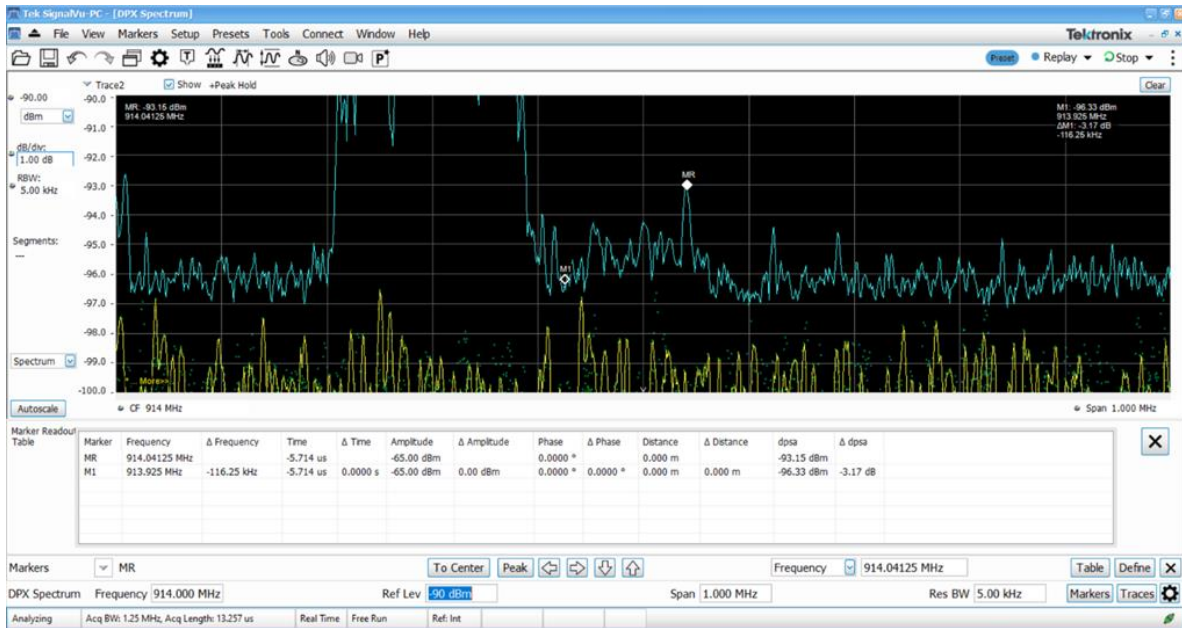 Tek SignalVu-PC - [DPX Spectrum]
File View Markers Setup Presets Tools Connect Window Help
Tektronix
T P Preset Replay Stop
Trace2 Show +Peak Hold Clear
-90.00
dBm
dB/div:
1.00 dB
RBW:
5.00 kHz
Segments:
---
Spectrum
Autoscale
-90.0
-91.0
-92.0
-93.0
-94.0
-95.0
-96.0
-97.0
-98.0
-99.0
-100.0
MR: -93.15 dBm
914.04125 MHz
M1: -96.33 dBm
913.925 MHz
ΔM1: -3.17 dB
-116.25 kHz
MR
M1
More>>
CF 914 MHz Span 1.000 MHz
Marker Readout
Table
Marker Frequency Δ Frequency Time Δ Time Amplitude Δ Amplitude Phase Δ Phase Distance Δ Distance dpsa Δ dpsa
MR 914.04125 MHz -5.714 us -65.00 dBm 0.0000 ° 0.000 m -93.15 dBm
M1 913.925 MHz -116.25 kHz -5.714 us 0.0000 s -65.00 dBm 0.00 dBm 0.0000 ° 0.0000 ° 0.000 m 0.000 m -96.33 dBm -3.17 dB
Markers MR To Center Peak Frequency 914.04125 MHz Table Define X
DPX Spectrum Frequency 914.000 MHz Ref Lev -90 dBm Span 1.000 MHz Res BW 5.00 kHz Markers Traces
Analyzing Acq BW: 1.25 MHz, Acq Length: 13.257 us Real Time Free Run Ref: Int